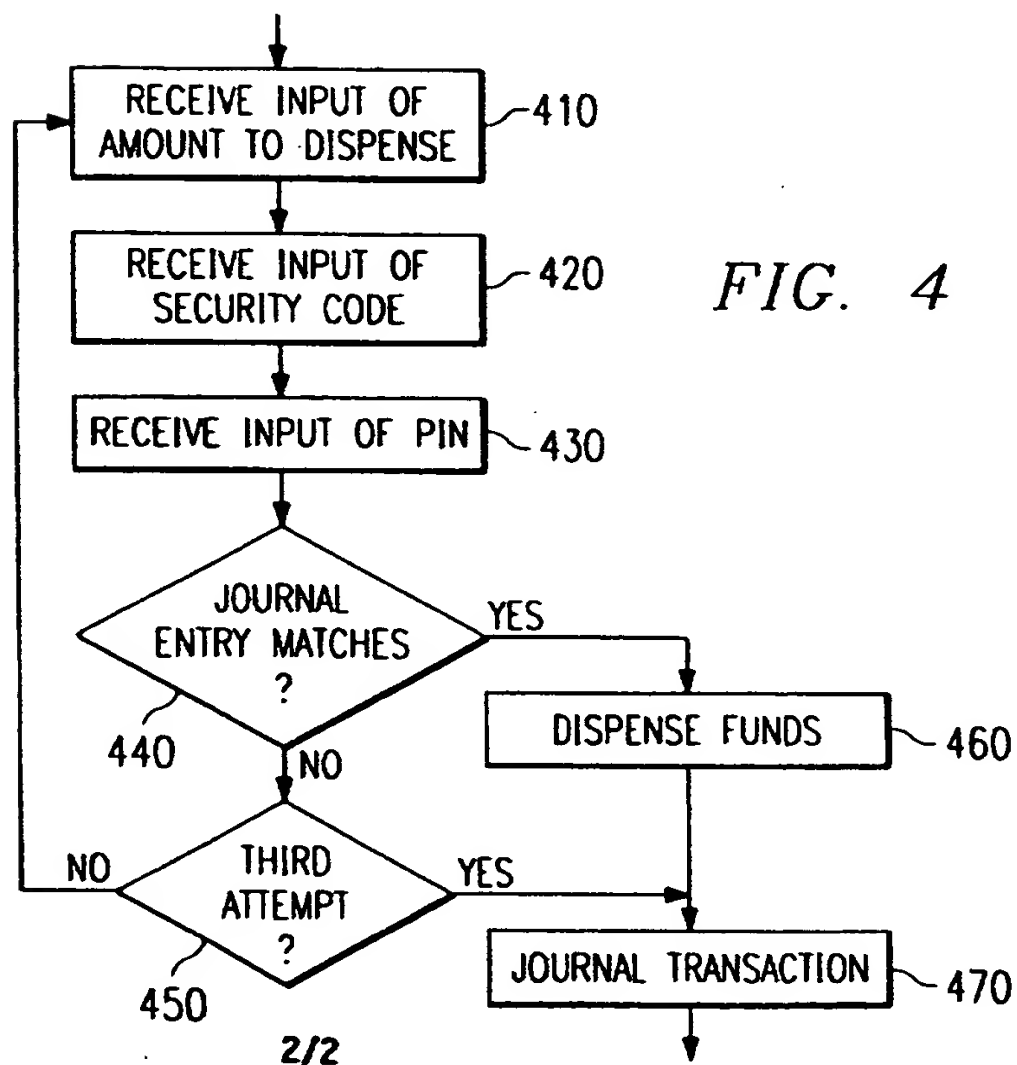 RECEIVE INPUT OF
AMOUNT TO DISPENSE
410
RECEIVE INPUT OF
SECURITY CODE
420
FIG. 4
RECEIVE INPUT OF PIN
430
JOURNAL
ENTRY MATCHES
?
YES
440
NO
DISPENSE FUNDS
460
NO
THIRD
ATTEMPT
?
YES
450
JOURNAL TRANSACTION
470
2/2